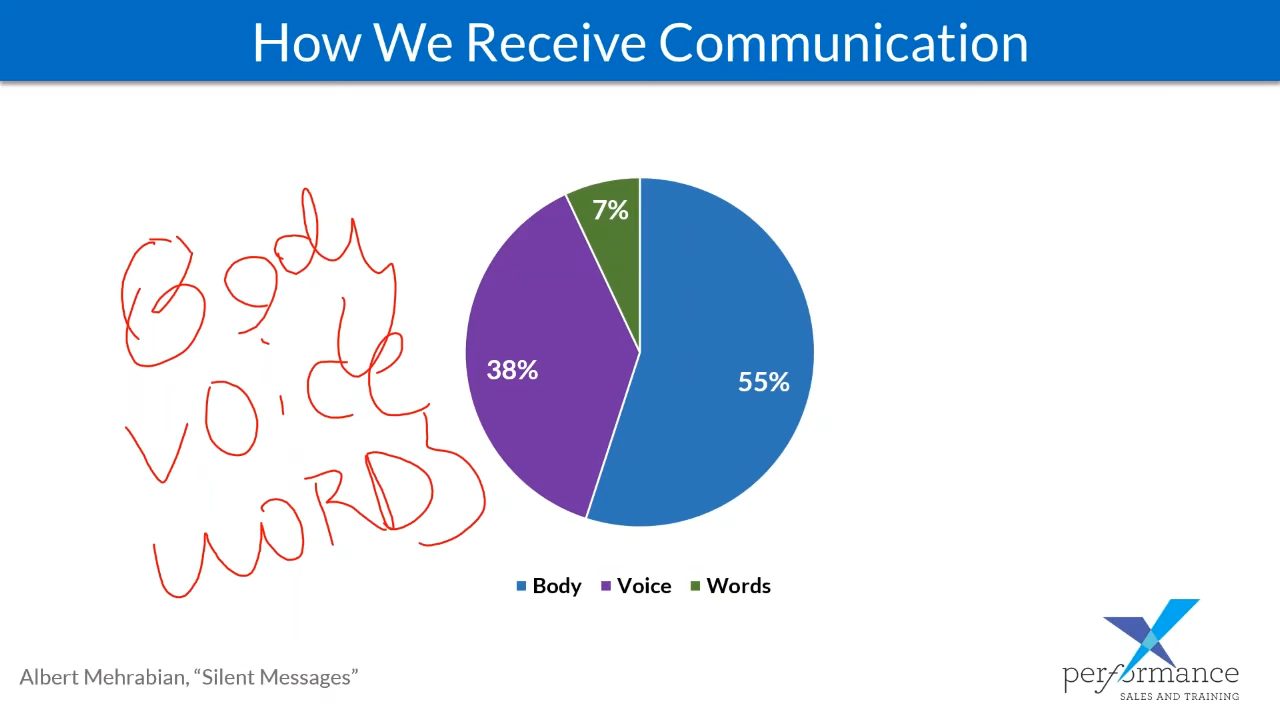 How We Receive Communication
Body
Voice
WORDS
7%
38%
55%
Body Voice Words
Albert Mehrabian, “Silent Messages”
performance
SALES AND TRAINING